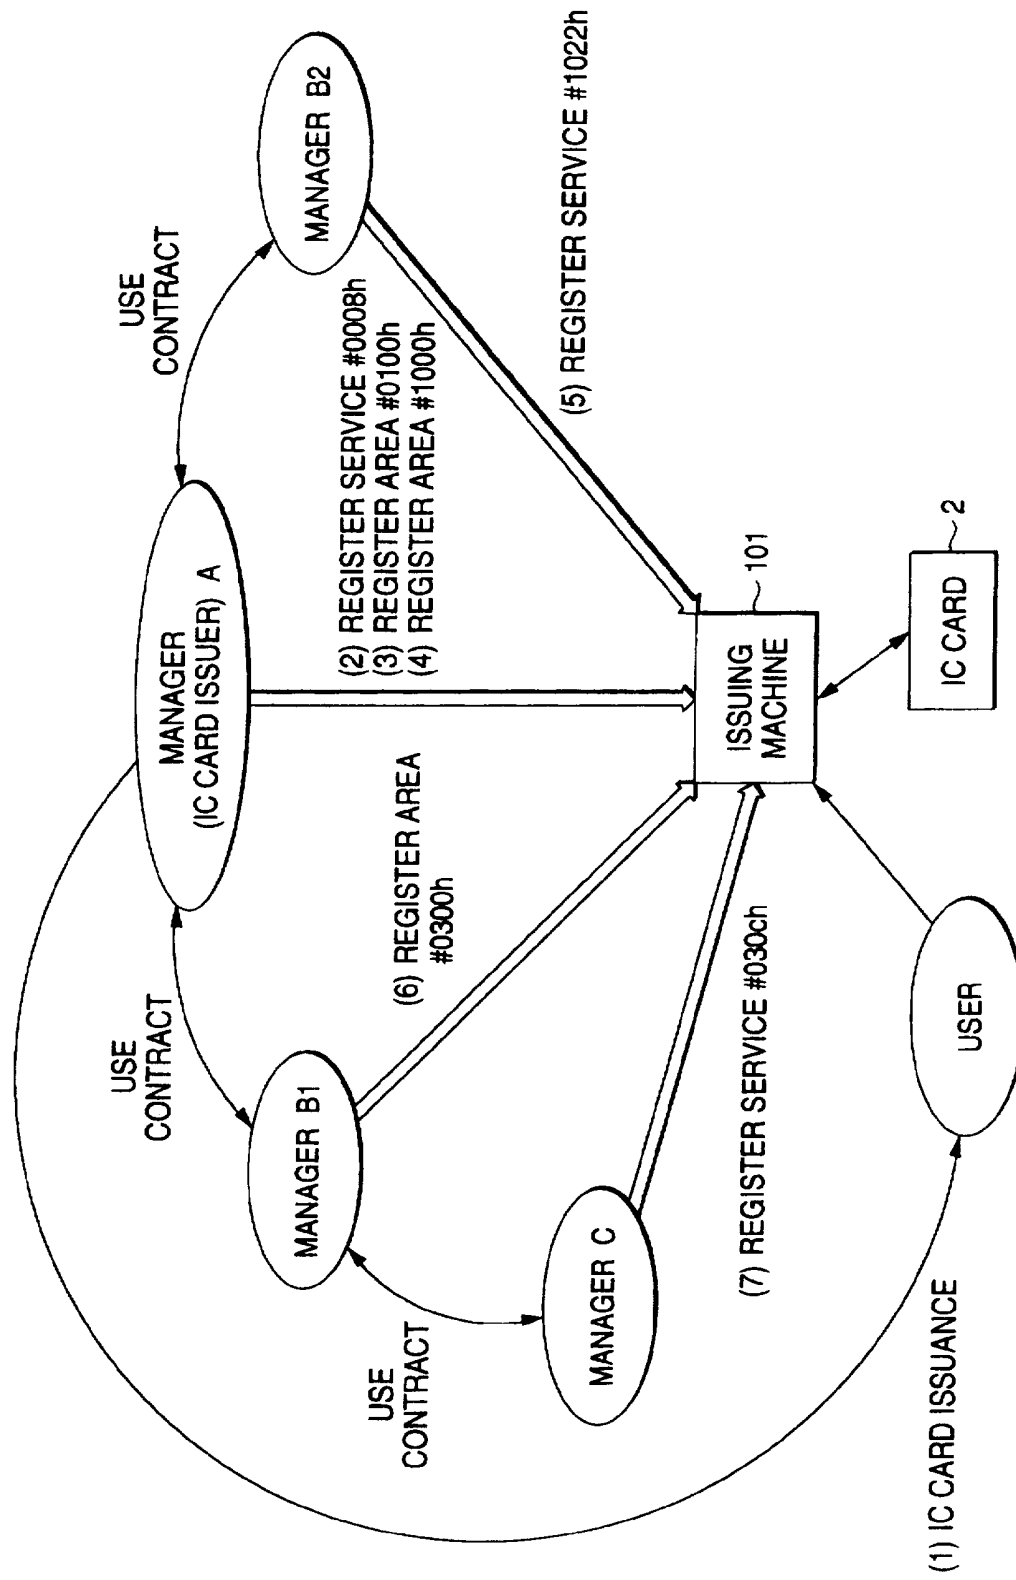 USE
CONTRACT
MANAGER
(IC CARD ISSUER) A
USE
CONTRACT
MANAGER B1
MANAGER B2
USE
CONTRACT
MANAGER C
(2) REGISTER SERVICE #0008h
(3) REGISTER AREA #0100h
(4) REGISTER AREA #1000h
(6) REGISTER AREA
#0300h
(5) REGISTER SERVICE #1022h
(7) REGISTER SERVICE #030ch
ISSUING
MACHINE
101
USER
IC CARD
2
(1) IC CARD ISSUANCE